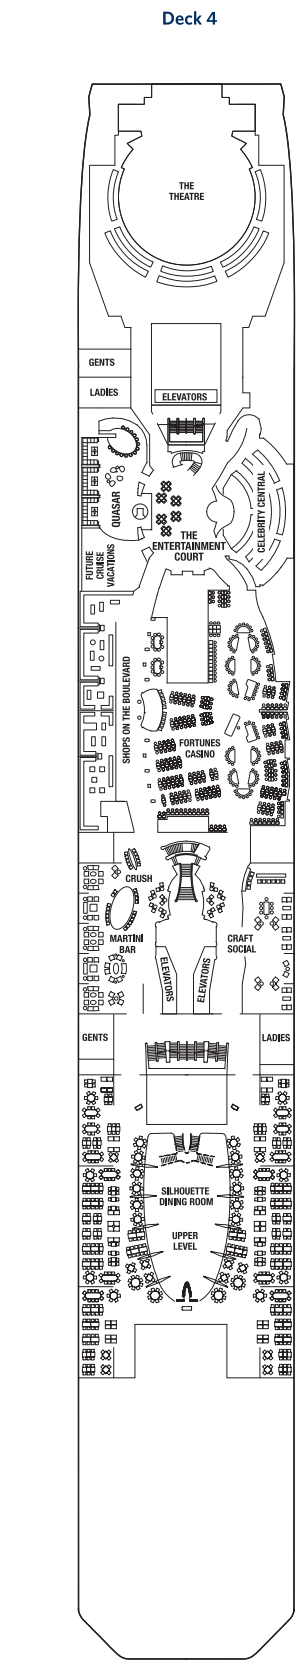 Deck 4
THE
THEATRE
GENTS
LADIES
ELEVATORS
QUASAR
CELEBRITY CENTRAL
THE
ENTERTAINMENT
COURT
FUTURE
CRUISE
VACATIONS
SHOPS ON THE BOULEVARD
FORTUNES
CASINO
CRUSH
MARTINI
BAR
CRAFT
SOCIAL
ELEVATORS
ELEVATORS
GENTS
LADIES
SILHOUETTE
DINING ROOM
UPPER
LEVEL